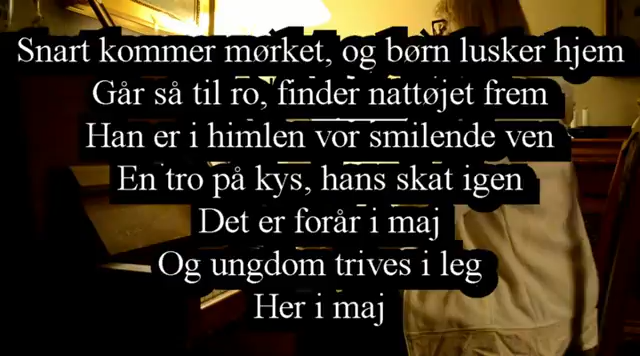 Snart kommer mørket, og børn lusker hjem
Går så til ro, finder nattøjet frem
Han er i himlen vor smilende ven
En tro på kys, hans skat igen
Det er forår i maj
Og ungdom trives i leg
Her i maj